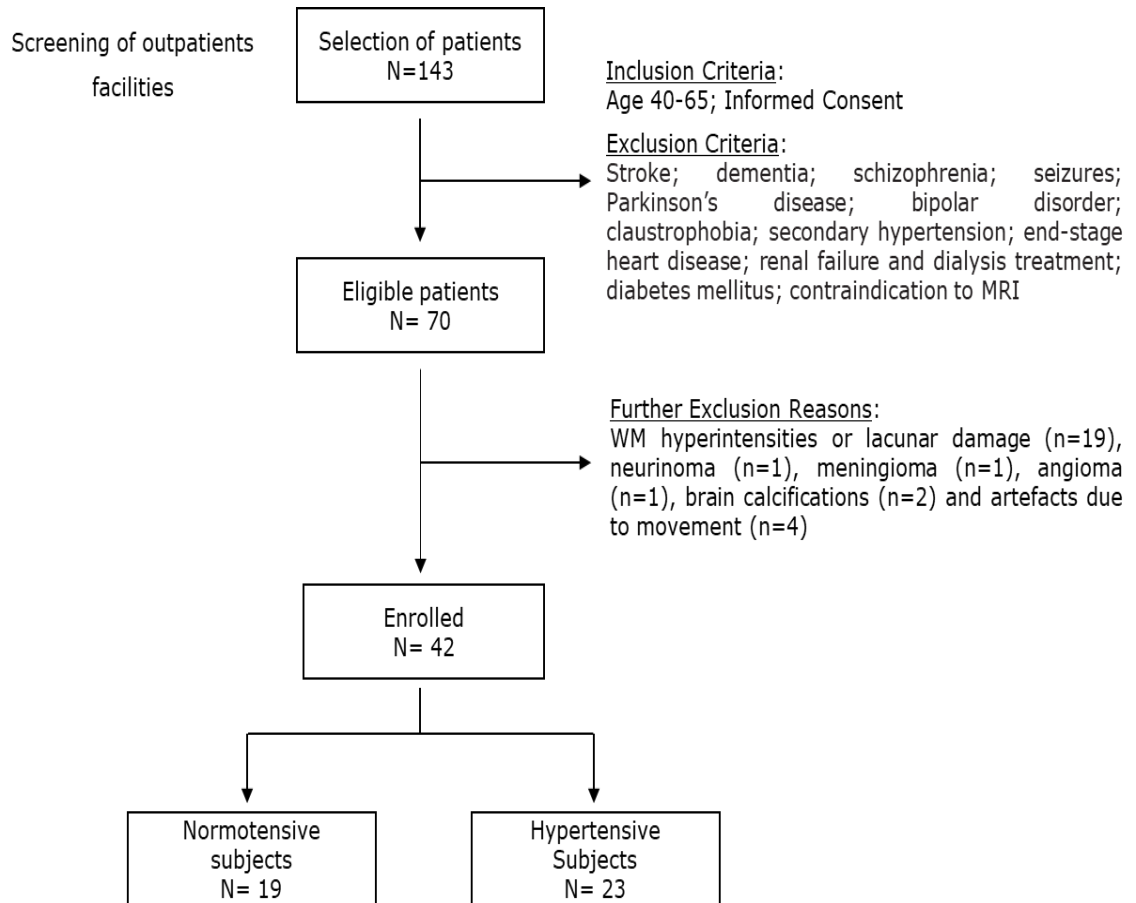 Screening of outpatients
facilities
Selection of patients
N=143
Inclusion Criteria:
Age 40-65; Informed Consent
Exclusion Criteria:
Stroke; dementia; schizophrenia; seizures;
Parkinson's disease; bipolar disorder;
claustrophobia; secondary hypertension; end-stage
heart disease; renal failure and dialysis treatment;
diabetes mellitus; contraindication to MRI
Eligible patients
N= 70
Further Exclusion Reasons:
WM hyperintensities or lacunar damage (n=19),
neurinoma (n=1), meningioma (n=1), angioma
(n=1), brain calcifications (n=2) and artefacts due
to movement (n=4)
Enrolled
N= 42
Normotensive
subjects
N= 19
Hypertensive
Subjects
N= 23